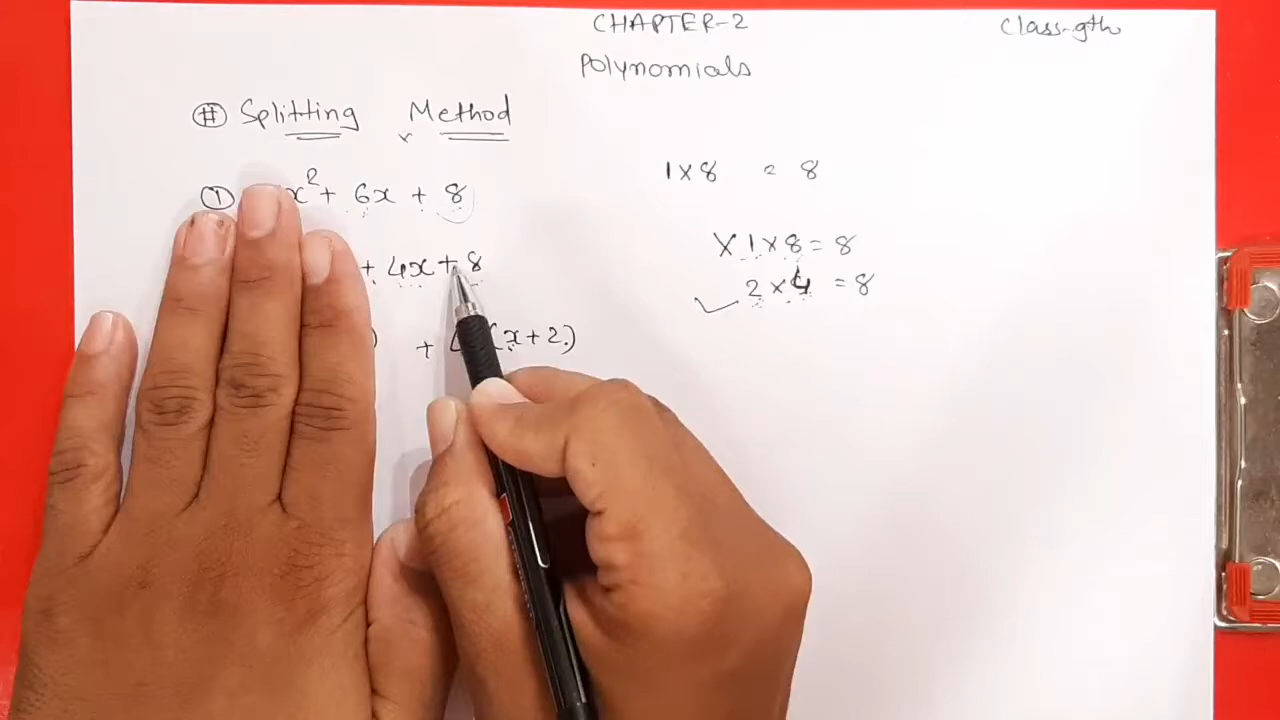 CHAPTER-2
Class-9th
Polynomials
# Splitting Method
① x² + 6x + 8
1 × 8 = 8
+ 4x + 8
× 1 × 8 = 8
2 × 4 = 8
) + (x + 2)